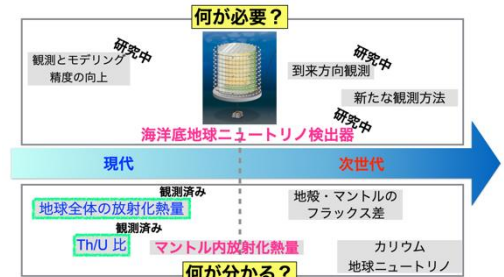 何が必要？
観測とモデリング
精度の向上
研究中
研究中
到来方向観測
新たな観測方法
研究中
海洋底地球ニュートリノ検出器
現代
次世代
観測済み
地球全体の放射化熱量
観測済み
Th/U 比
マントル内放射化熱量
地殻・マントルの
フラックス差
カリウム
地球ニュートリノ
何が分かる？